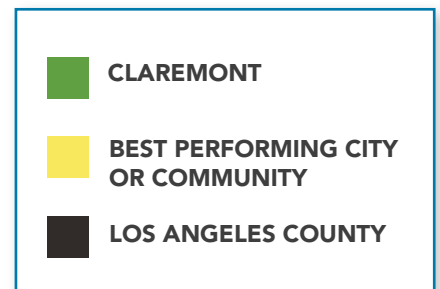 CLAREMONT
BEST PERFORMING CITY
OR COMMUNITY
LOS ANGELES COUNTY